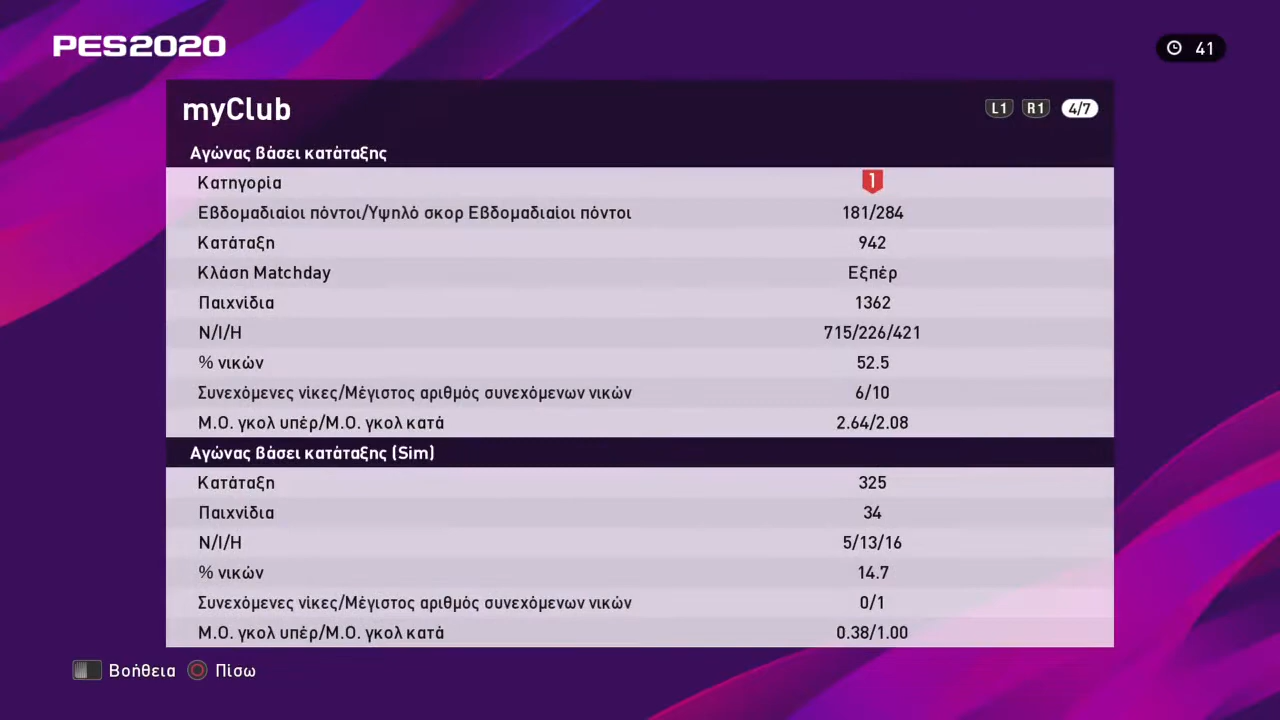 PES2020
41
myClub
L1 R1 4/7
Αγώνας βάσει κατάταξης
Κατηγορία 1
Εβδομαδιαίοι πόντοι/Υψηλό σκορ Εβδομαδιαίοι πόντοι 181/284
Κατάταξη 942
Κλάση Matchday Εξπέρ
Παιχνίδια 1362
Ν/Ι/Η 715/226/421
% νικών 52.5
Συνεχόμενες νίκες/Μέγιστος αριθμός συνεχόμενων νικών 6/10
Μ.Ο. γκολ υπέρ/Μ.Ο. γκολ κατά 2.64/2.08
Αγώνας βάσει κατάταξης (Sim)
Κατάταξη 325
Παιχνίδια 34
Ν/Ι/Η 5/13/16
% νικών 14.7
Συνεχόμενες νίκες/Μέγιστος αριθμός συνεχόμενων νικών 0/1
Μ.Ο. γκολ υπέρ/Μ.Ο. γκολ κατά 0.38/1.00
Βοήθεια Πίσω